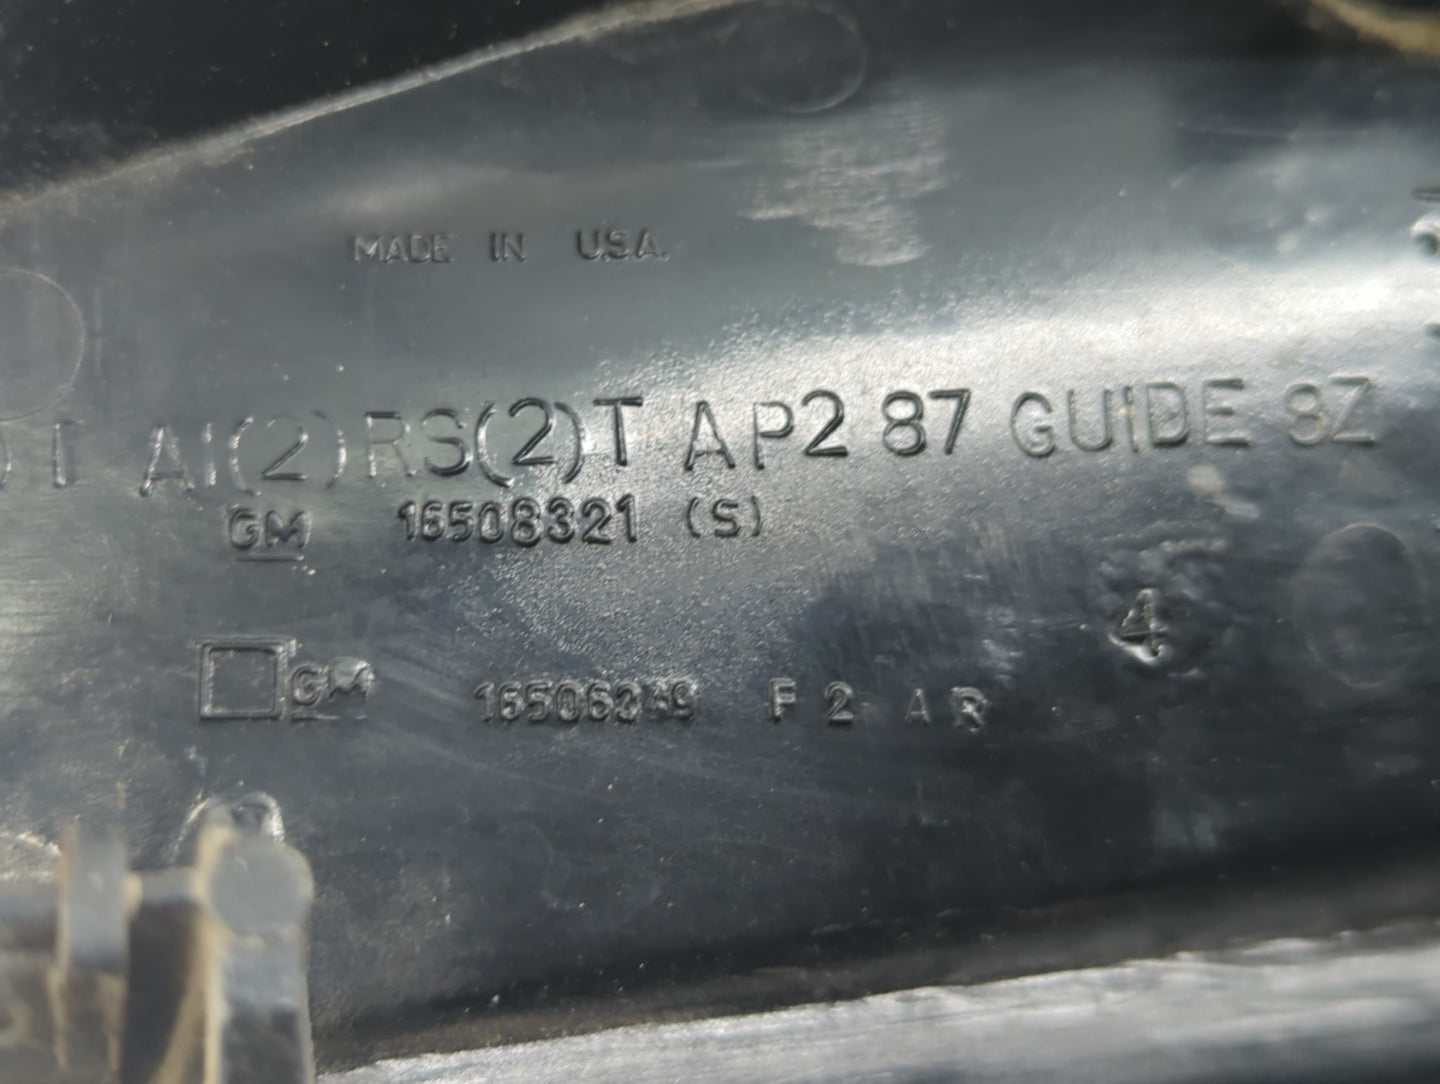 MADE IN U.S.A.
)T AI(2)RS(2)T AP2 87 GUIDE 8Z
GM 16508321 (S)
4
GM F 2 AR